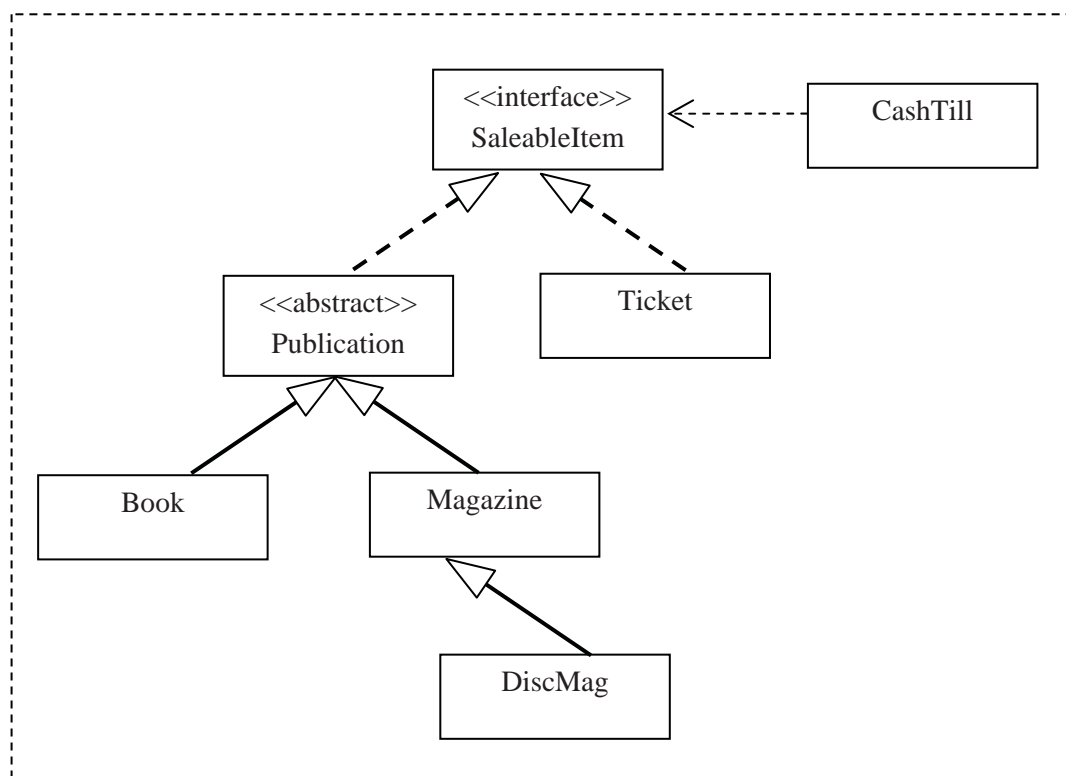 <<interface>>
SaleableItem
CashTill
<<abstract>>
Publication
Ticket
Book
Magazine
DiscMag